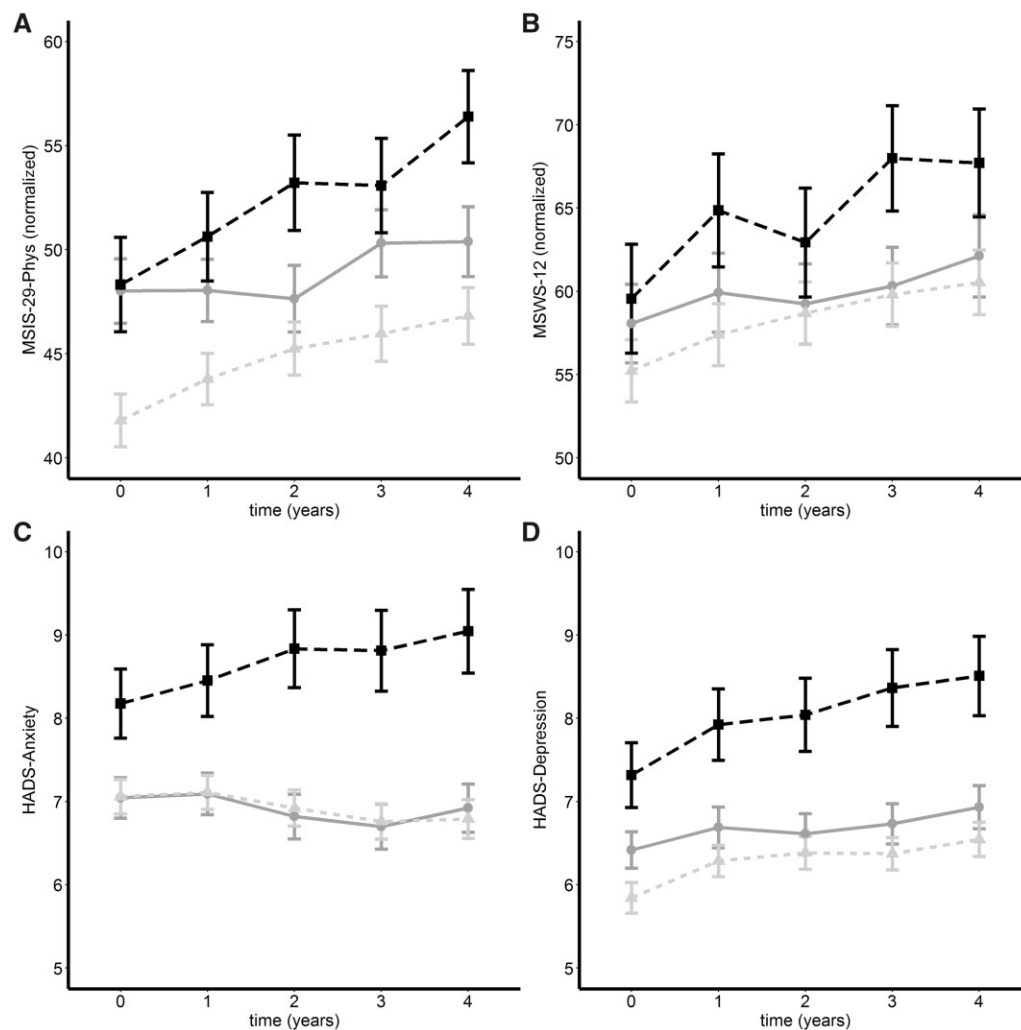 A
60
55
50
45
40
MSIS-29-Phys (normalized)
0 1 2 3 4
time (years)
B
75
70
65
60
55
50
MSWS-12 (normalized)
0 1 2 3 4
time (years)
C
10
9
8
7
6
5
HADS-Anxiety
0 1 2 3 4
time (years)
D
10
9
8
7
6
5
HADS-Depression
0 1 2 3 4
time (years)